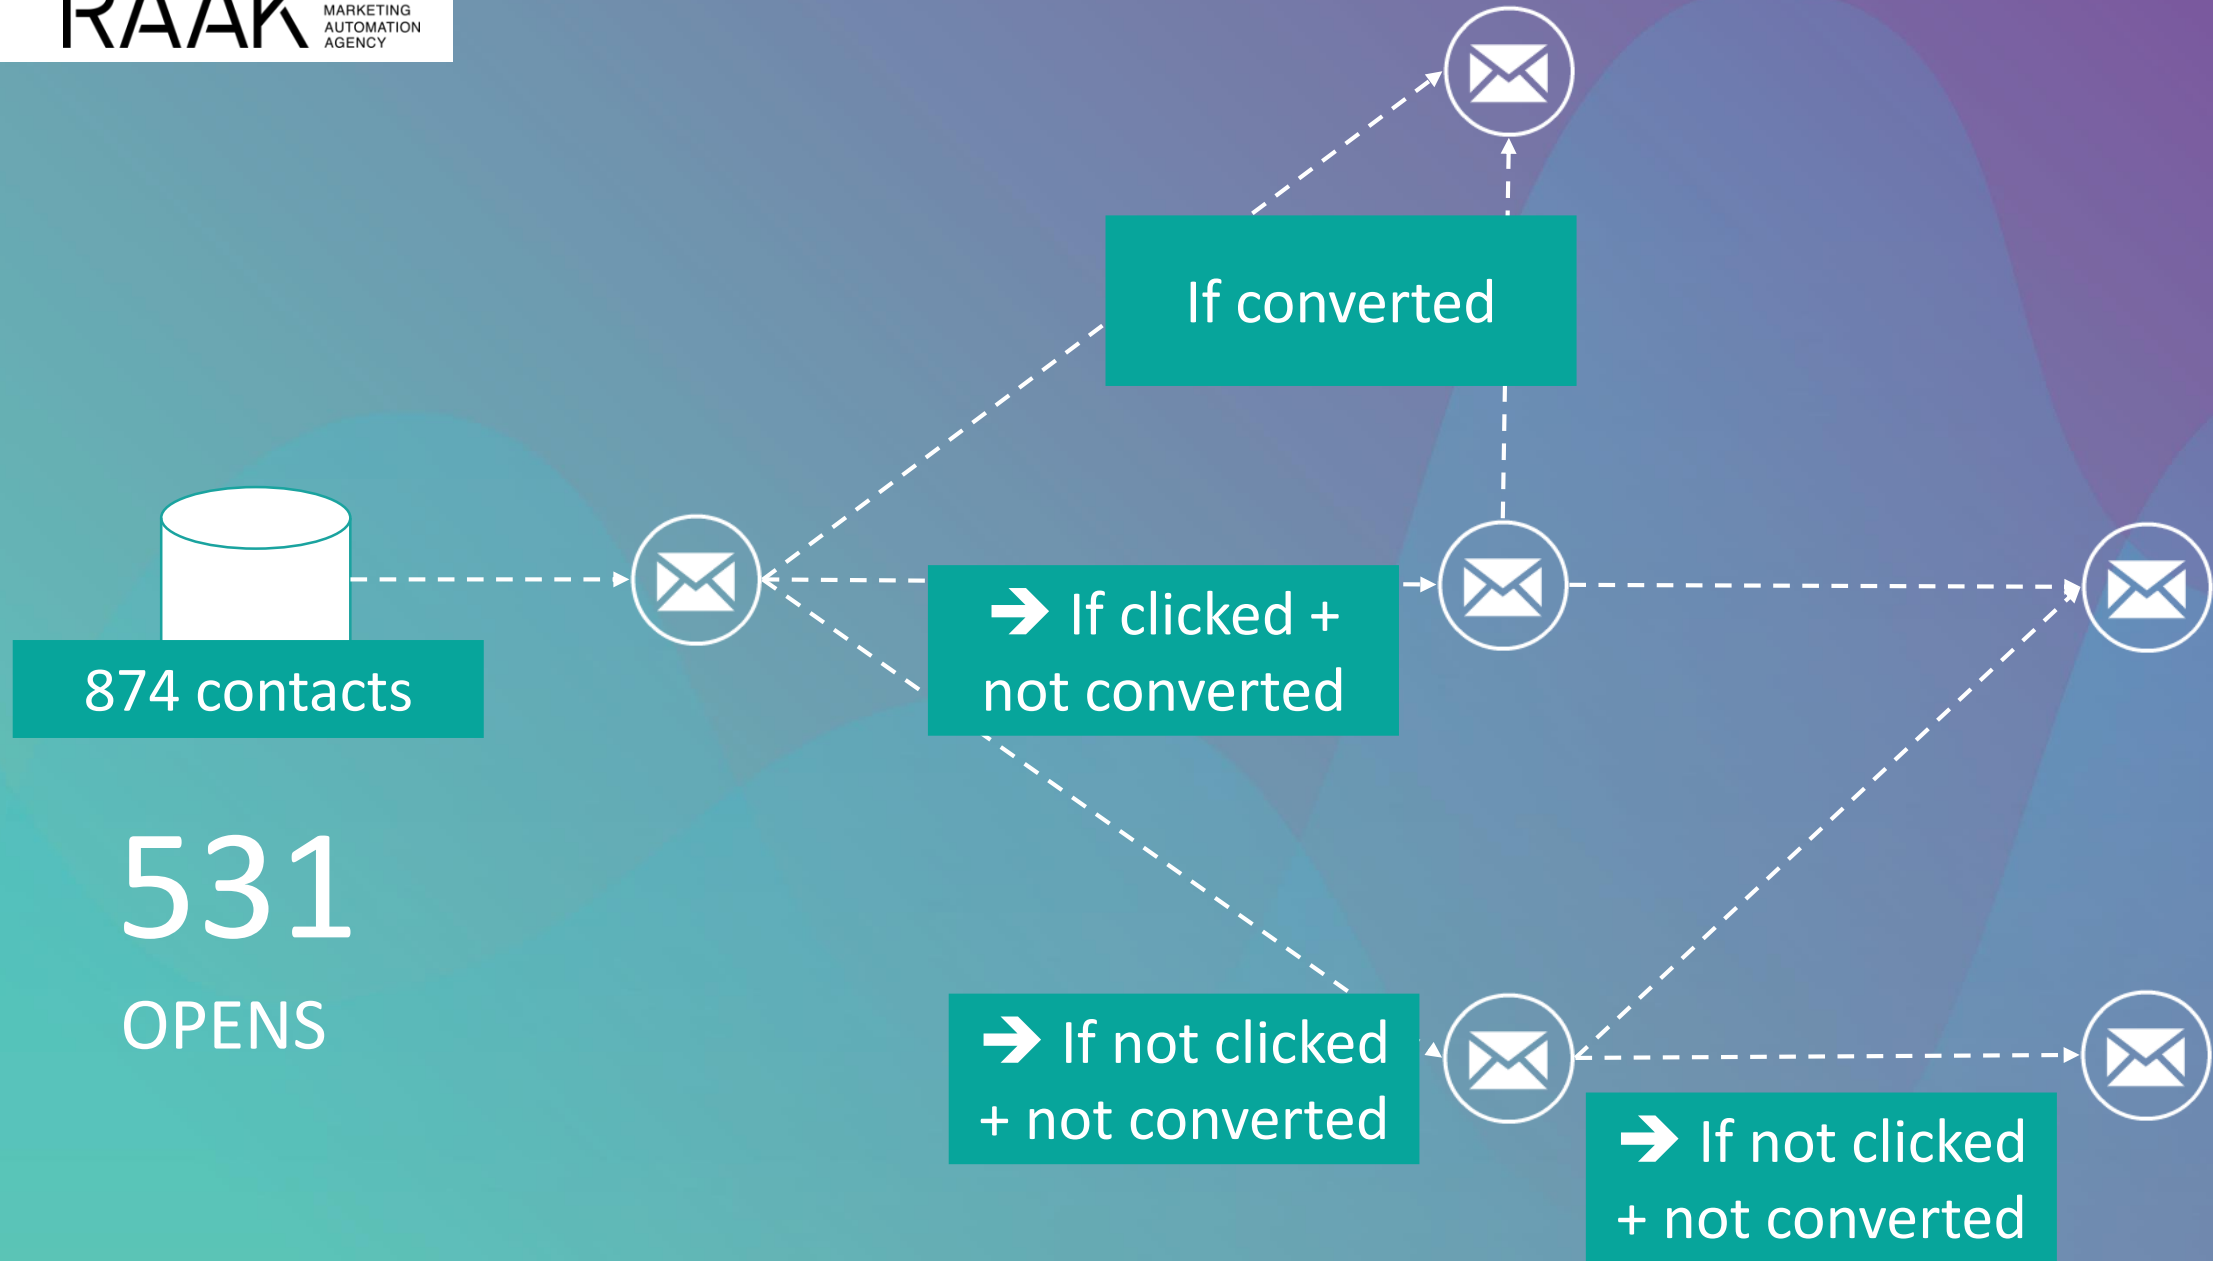 RAAK
MARKETING
AUTOMATION
AGENCY
If converted
➔ If clicked +
not converted
874 contacts
531
OPENS
➔ If not clicked
+ not converted
➔ If not clicked
+ not converted